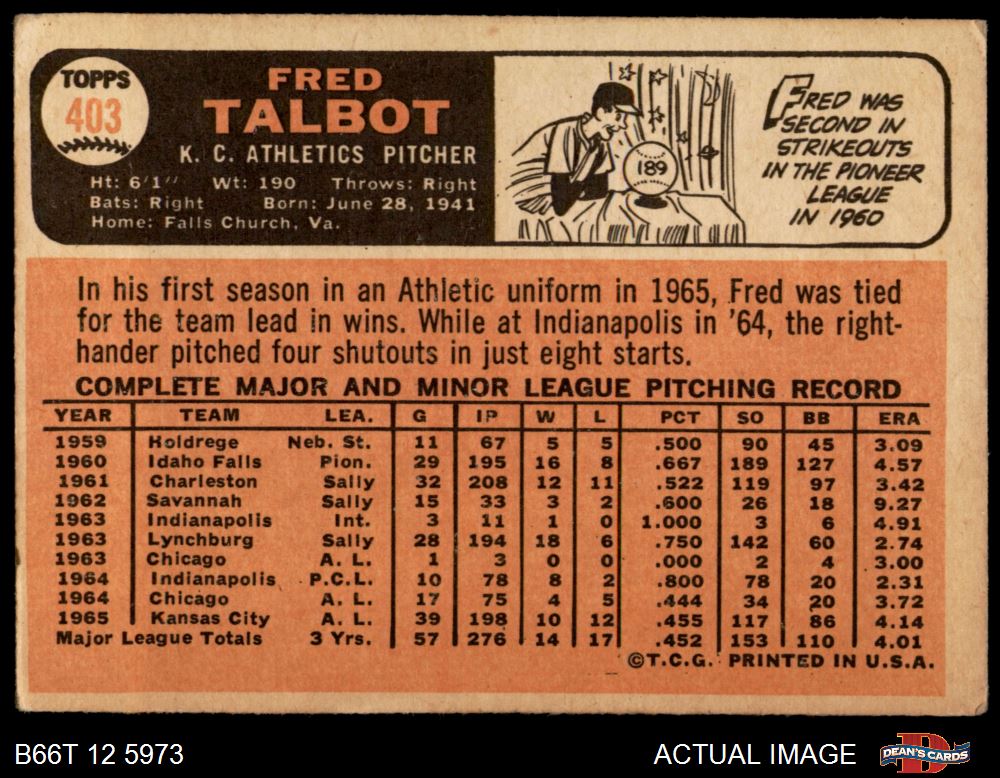 TOPPS
403
FRED
TALBOT
K. C. ATHLETICS PITCHER
Ht: 6'1" Wt: 190 Throws: Right
Bats: Right Born: June 28, 1941
Home: Falls Church, Va.
189
FRED WAS
SECOND IN
STRIKEOUTS
IN THE PIONEER
LEAGUE
IN 1960
In his first season in an Athletic uniform in 1965, Fred was tied
for the team lead in wins. While at Indianapolis in '64, the right-
hander pitched four shutouts in just eight starts.
COMPLETE MAJOR AND MINOR LEAGUE PITCHING RECORD
YEAR TEAM LEA. G IP W L PCT SO BB ERA
1959 Holdrege Neb. St. 11 67 5 5 .500 90 45 3.09
1960 Idaho Falls Pion. 29 195 16 8 .667 189 127 4.57
1961 Charleston Sally 32 208 12 11 .522 119 97 3.42
1962 Savannah Sally 15 33 3 2 .600 26 18 9.27
1963 Indianapolis Int. 3 11 1 0 1.000 3 6 4.91
1963 Lynchburg Sally 28 194 18 6 .750 142 60 2.74
1963 Chicago A. L. 1 3 0 0 .000 2 4 3.00
1964 Indianapolis P.C.L. 10 78 8 2 .800 78 20 2.31
1964 Chicago A. L. 17 75 4 5 .444 34 20 3.72
1965 Kansas City A. L. 39 198 10 12 .455 117 86 4.14
Major League Totals 3 Yrs. 57 276 14 17 .452 153 110 4.01
©T.C.G. PRINTED IN U.S.A.
B66T 12 5973
ACTUAL IMAGE
DEAN'S CARDS